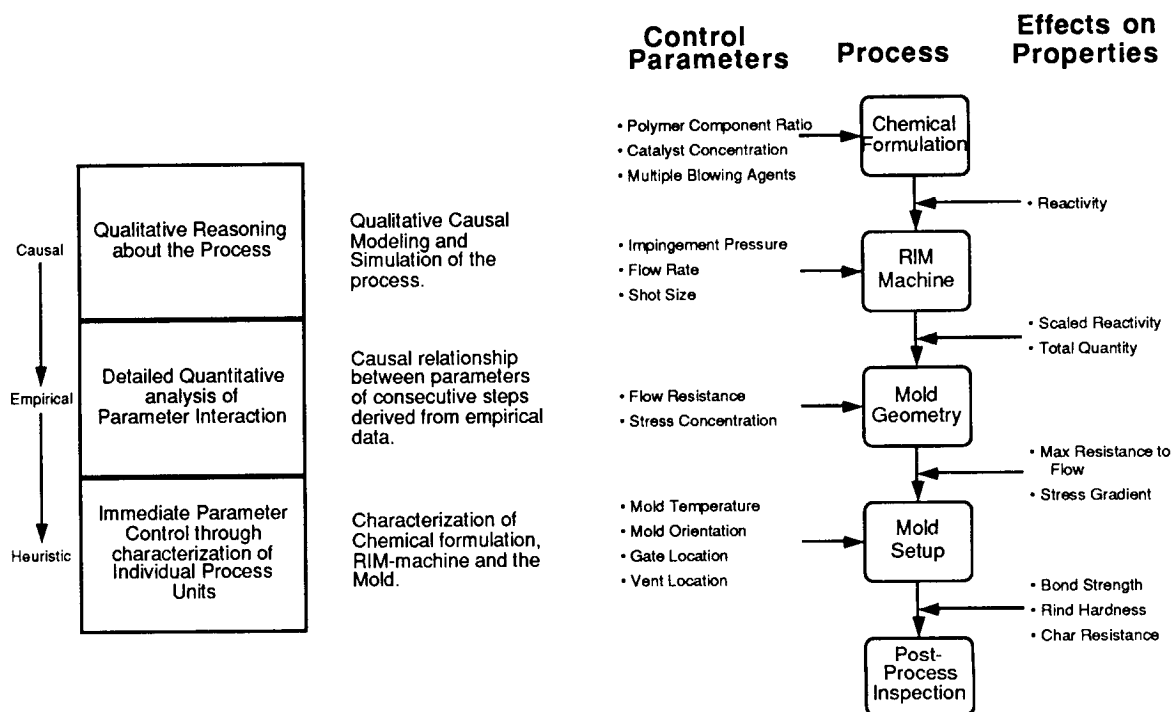 Causal
Empirical
Heuristic
Qualitative Reasoning
about the Process
Detailed Quantitative
analysis of
Parameter Interaction
Immediate Parameter
Control through
characterization of
Individual Process
Units
Qualitative Causal
Modeling and
Simulation of the
process.
Causal relationship
between parameters
of consecutive steps
derived from empirical
data.
Characterization of
Chemical formulation,
RIM-machine and the
Mold.
Control
Parameters
Process
Effects on
Properties
• Polymer Component Ratio
• Catalyst Concentration
• Multiple Blowing Agents
Chemical
Formulation
• Reactivity
• Impingement Pressure
• Flow Rate
• Shot Size
RIM
Machine
• Scaled Reactivity
• Total Quantity
• Flow Resistance
• Stress Concentration
Mold
Geometry
• Max Resistance to
Flow
• Stress Gradient
• Mold Temperature
• Mold Orientation
• Gate Location
• Vent Location
Mold
Setup
• Bond Strength
• Rind Hardness
• Char Resistance
Post-
Process
Inspection